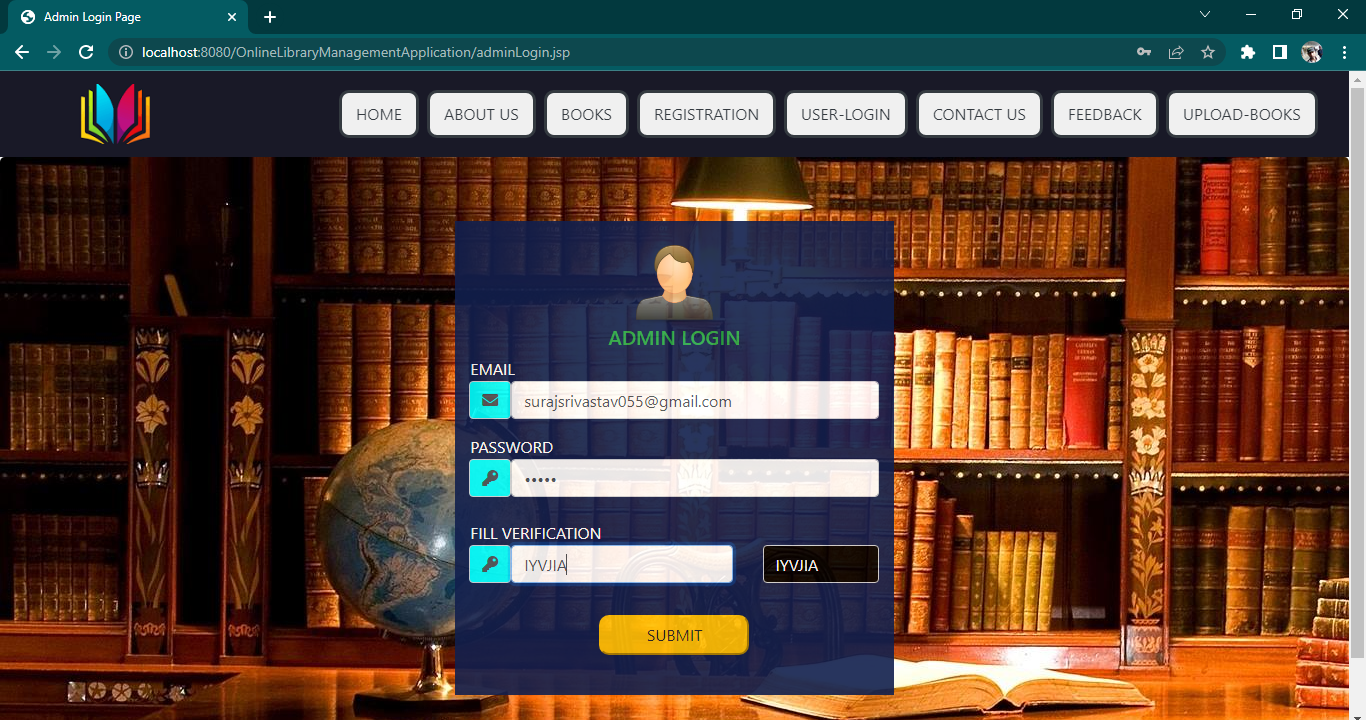 Admin Login Page
localhost:8080/OnlineLibraryManagementApplication/adminLogin.jsp
HOME ABOUT US BOOKS REGISTRATION USER-LOGIN CONTACT US FEEDBACK UPLOAD-BOOKS
ADMIN LOGIN
EMAIL
surajsrivastav055@gmail.com
PASSWORD
•••••
FILL VERIFICATION
IYVJIA IYVJIA
SUBMIT